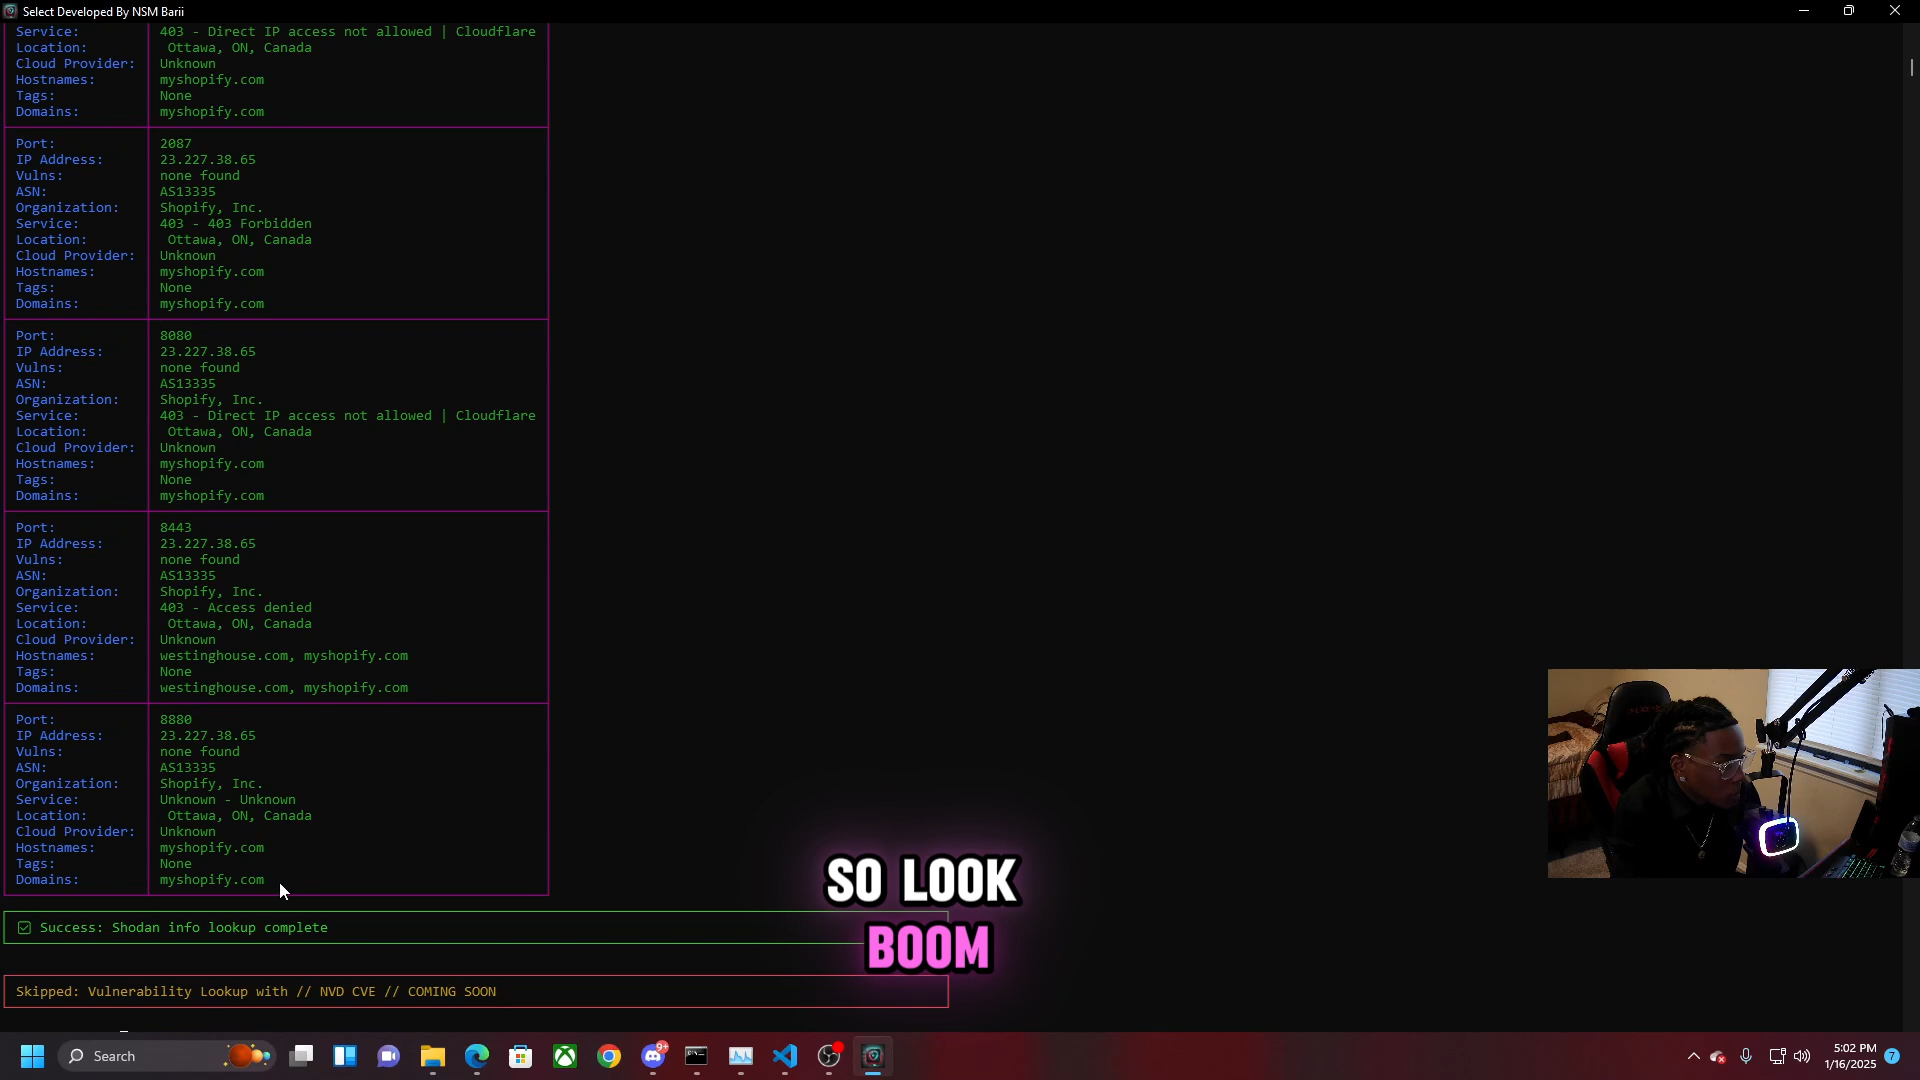 Select Developed By NSM Barii
Service: 403 - Direct IP access not allowed | Cloudflare
Location: Ottawa, ON, Canada
Cloud Provider: Unknown
Hostnames: myshopify.com
Tags: None
Domains: myshopify.com
Port: 2087
IP Address: 23.227.38.65
Vulns: none found
ASN: AS13335
Organization: Shopify, Inc.
Service: 403 - 403 Forbidden
Location: Ottawa, ON, Canada
Cloud Provider: Unknown
Hostnames: myshopify.com
Tags: None
Domains: myshopify.com
Port: 8080
IP Address: 23.227.38.65
Vulns: none found
ASN: AS13335
Organization: Shopify, Inc.
Service: 403 - Direct IP access not allowed | Cloudflare
Location: Ottawa, ON, Canada
Cloud Provider: Unknown
Hostnames: myshopify.com
Tags: None
Domains: myshopify.com
Port: 8443
IP Address: 23.227.38.65
Vulns: none found
ASN: AS13335
Organization: Shopify, Inc.
Service: 403 - Access denied
Location: Ottawa, ON, Canada
Cloud Provider: Unknown
Hostnames: westinghouse.com, myshopify.com
Tags: None
Domains: westinghouse.com, myshopify.com
Port: 8880
IP Address: 23.227.38.65
Vulns: none found
ASN: AS13335
Organization: Shopify, Inc.
Service: Unknown - Unknown
Location: Ottawa, ON, Canada
Cloud Provider: Unknown
Hostnames: myshopify.com
Tags: None
Domains: myshopify.com
SO LOOK
BOOM
Success: Shodan info lookup complete
Skipped: Vulnerability Lookup with // NVD CVE // COMING SOON
Search
9+
5:02 PM
1/16/2025
7